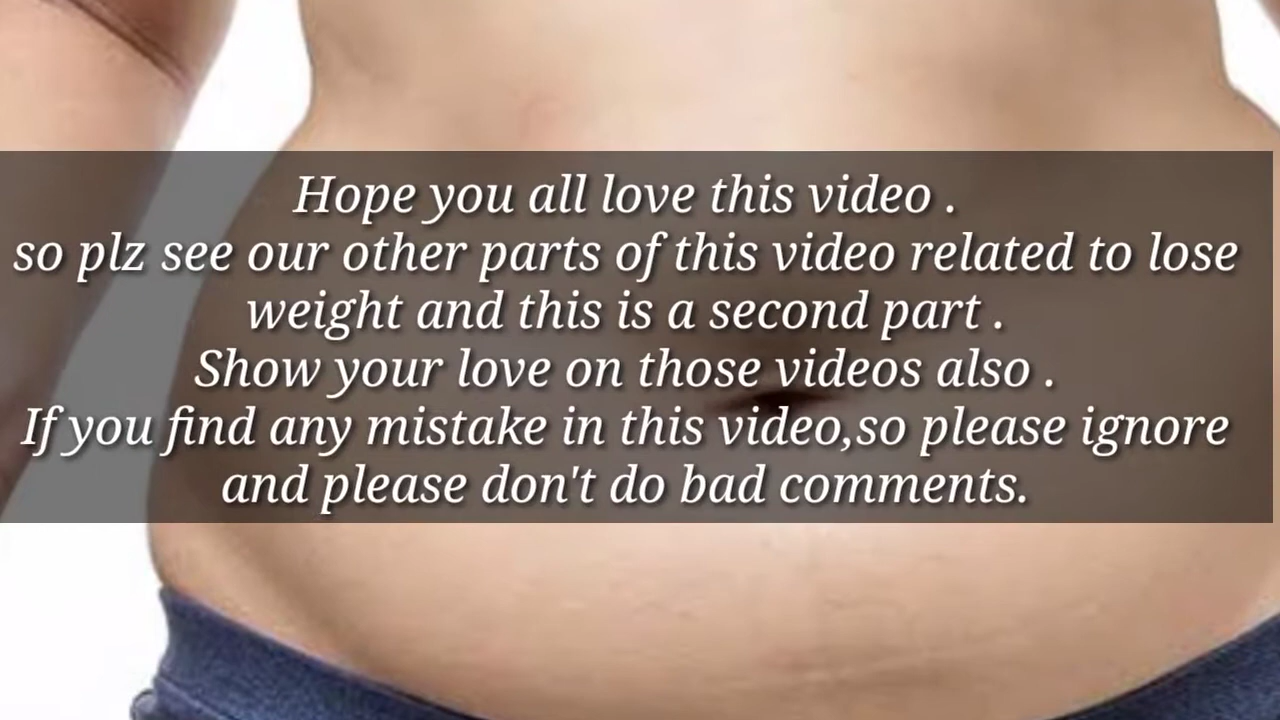 Hope you all love this video .
so plz see our other parts of this video related to lose
weight and this is a second part .
Show your love on those videos also .
If you find any mistake in this video,so please ignore
and please don't do bad comments.